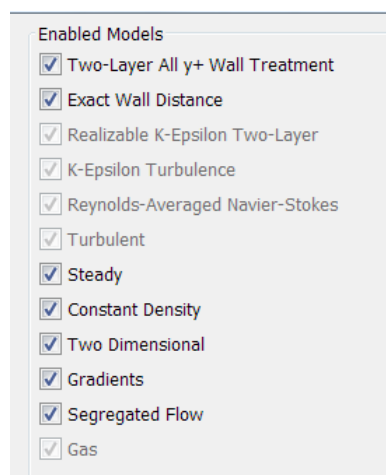 Enabled Models
Two-Layer All y+ Wall Treatment
Exact Wall Distance
Realizable K-Epsilon Two-Layer
K-Epsilon Turbulence
Reynolds-Averaged Navier-Stokes
Turbulent
Steady
Constant Density
Two Dimensional
Gradients
Segregated Flow
Gas